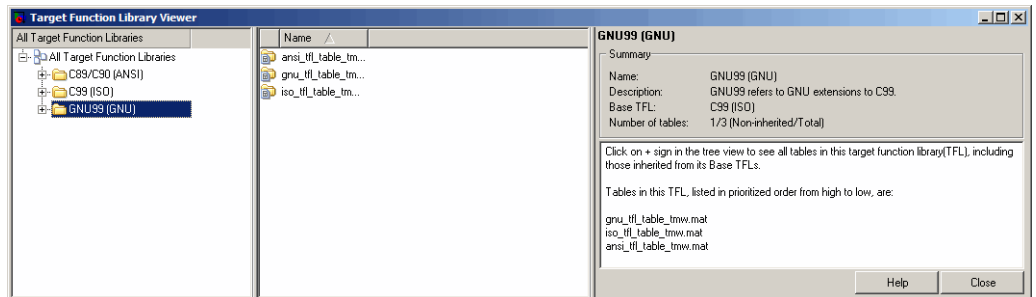 Target Function Library Viewer
All Target Function Libraries
All Target Function Libraries
C89/C90 (ANSI)
C99 (ISO)
GNU99 (GNU)
Name
ansi_tfl_table_tm...
gnu_tfl_table_tm...
iso_tfl_table_tm...
GNU99 (GNU)
Summary
Name: GNU99 (GNU)
Description: GNU99 refers to GNU extensions to C99.
Base TFL: C99 (ISO)
Number of tables: 1/3 (Non-inherited/Total)
Click on + sign in the tree view to see all tables in this target function library(TFL), including
those inherited from its Base TFLs.
Tables in this TFL, listed in prioritized order from high to low, are:
gnu_tfl_table_tmw.mat
iso_tfl_table_tmw.mat
ansi_tfl_table_tmw.mat
Help Close